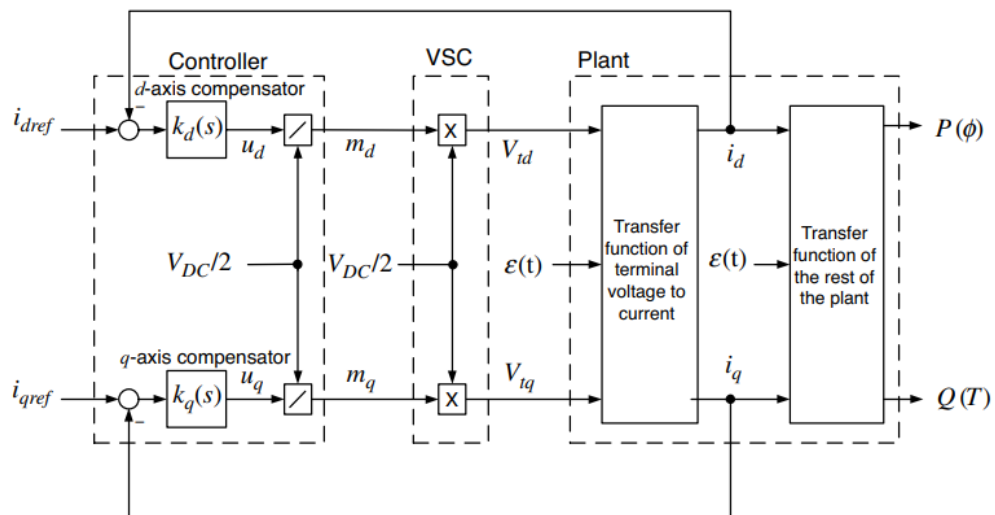 Controller
VSC
Plant
d-axis compensator
i_dref
−
k_d(s)
u_d
/
m_d
X
V_td
i_d
P(ϕ)
V_DC/2
V_DC/2
ε(t)
Transfer
function of
terminal
voltage to
current
ε(t)
Transfer
function of
the rest of
the plant
q-axis compensator
i_qref
−
k_q(s)
u_q
/
m_q
X
V_tq
i_q
Q(T)